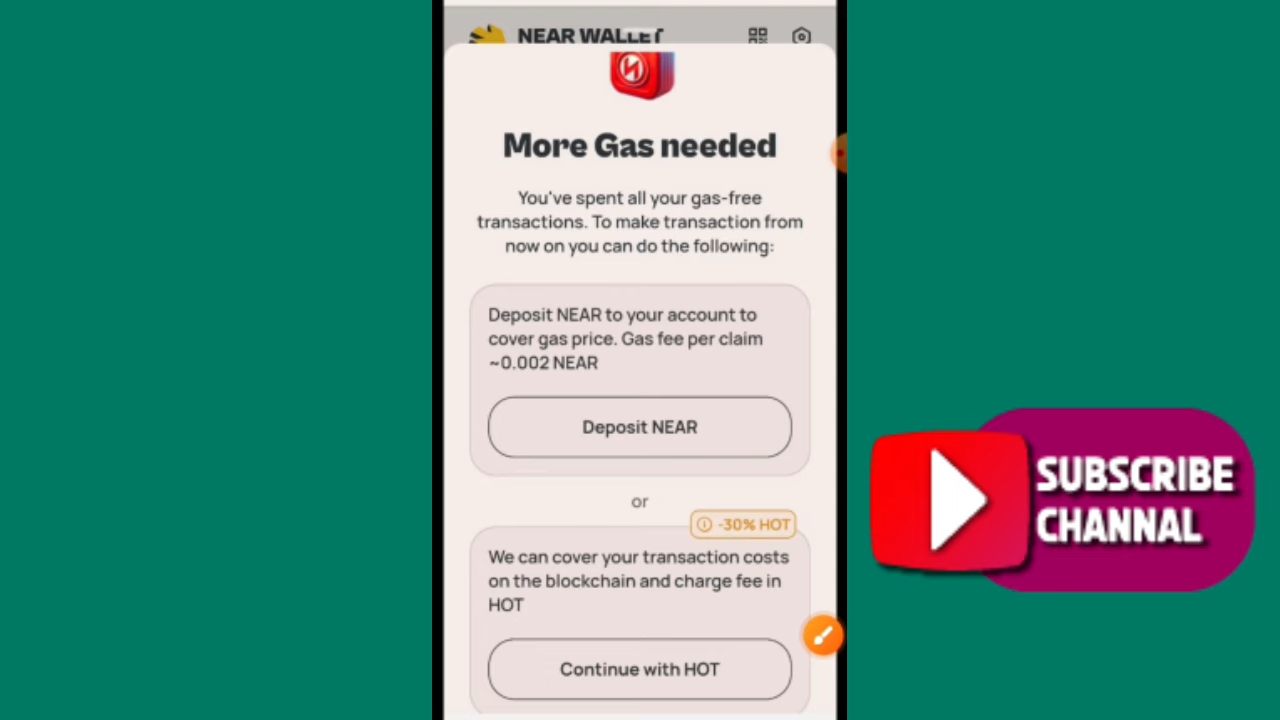 NEAR WALLET
More Gas needed
You've spent all your gas-free
transactions. To make transaction from
now on you can do the following:
Deposit NEAR to your account to
cover gas price. Gas fee per claim
~0.002 NEAR
Deposit NEAR
or
-30% HOT
We can cover your transaction costs
on the blockchain and charge fee in
HOT
Continue with HOT
SUBSCRIBE
CHANNAL